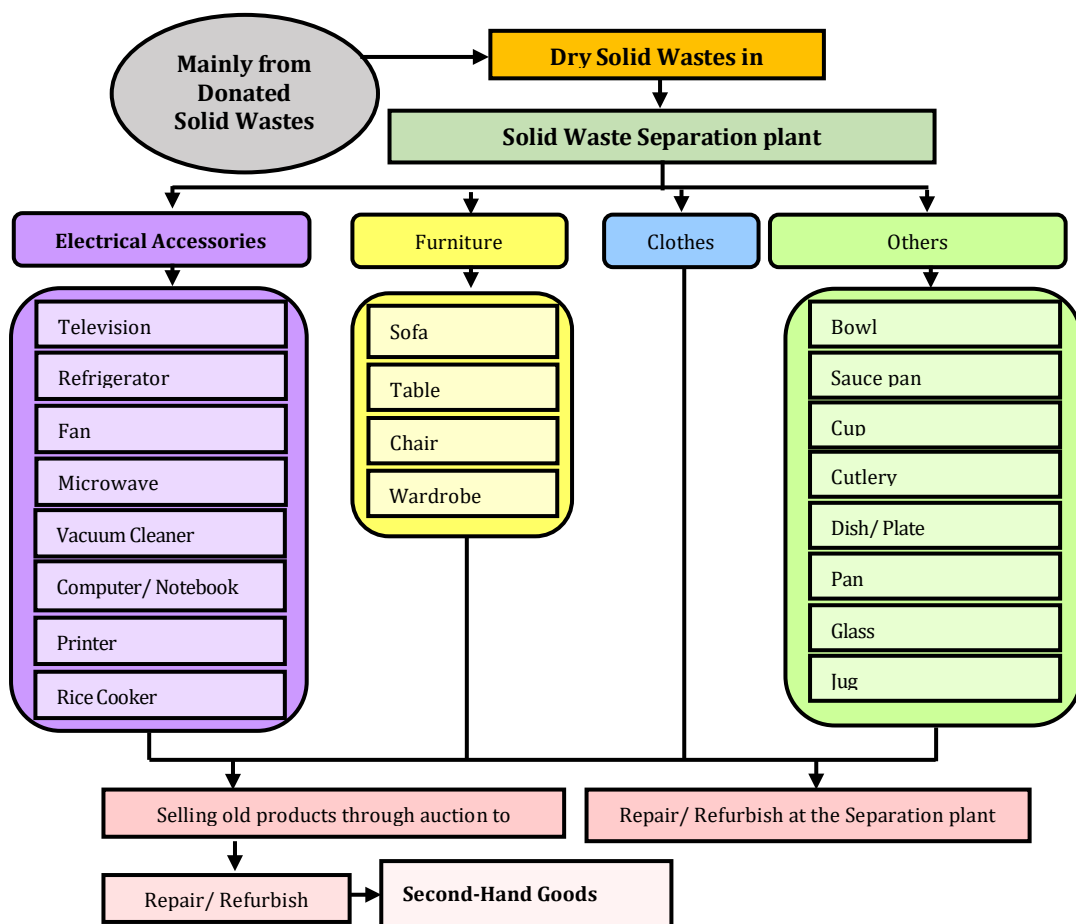 Mainly from
Donated
Solid Wastes
Dry Solid Wastes in
Solid Waste Separation plant
Electrical Accessories
Furniture
Clothes
Others
Television
Refrigerator
Fan
Microwave
Vacuum Cleaner
Computer/ Notebook
Printer
Rice Cooker
Sofa
Table
Chair
Wardrobe
Bowl
Sauce pan
Cup
Cutlery
Dish/ Plate
Pan
Glass
Jug
Selling old products through auction to
Repair/ Refurbish at the Separation plant
Repair/ Refurbish
Second-Hand Goods